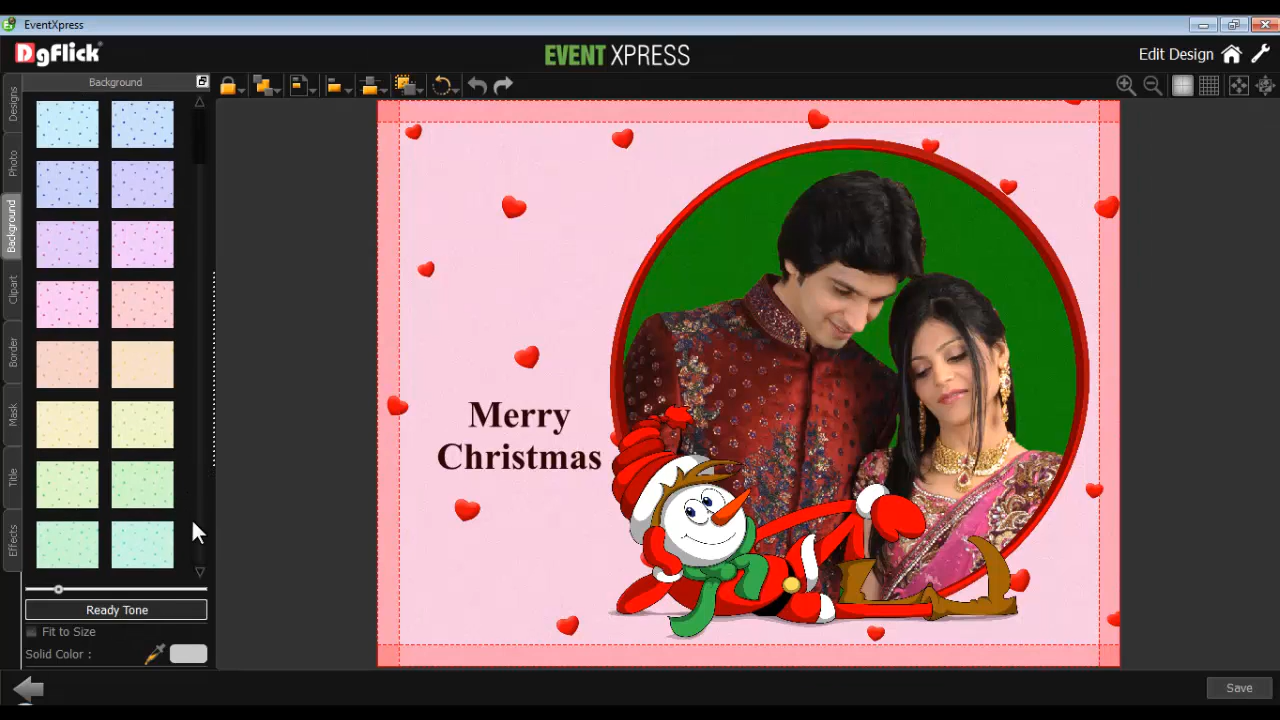 EventXpress
DgFlick
EVENT XPRESS
Edit Design
Background
Designs
Photo
Background
Clipart
Border
Mask
Title
Effects
Merry
Christmas
Ready Tone
Fit to Size
Solid Color :
Save